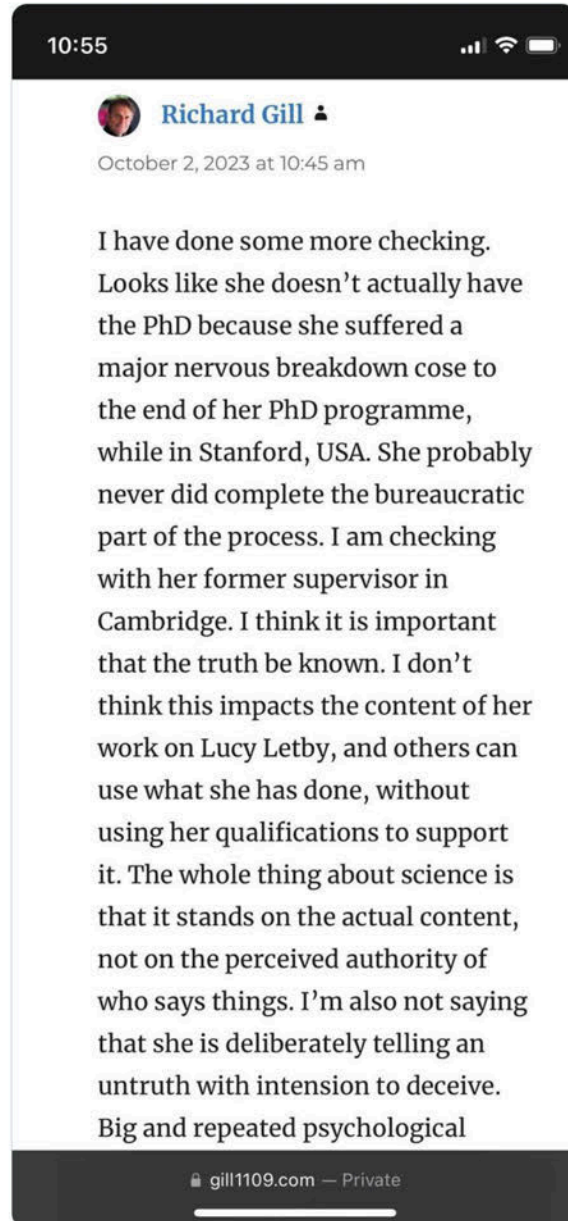 10:55
Richard Gill
October 2, 2023 at 10:45 am
I have done some more checking.
Looks like she doesn’t actually have
the PhD because she suffered a
major nervous breakdown cose to
the end of her PhD programme,
while in Stanford, USA. She probably
never did complete the bureaucratic
part of the process. I am checking
with her former supervisor in
Cambridge. I think it is important
that the truth be known. I don’t
think this impacts the content of her
work on Lucy Letby, and others can
use what she has done, without
using her qualifications to support
it. The whole thing about science is
that it stands on the actual content,
not on the perceived authority of
who says things. I’m also not saying
that she is deliberately telling an
untruth with intension to deceive.
Big and repeated psychological
gill1109.com — Private